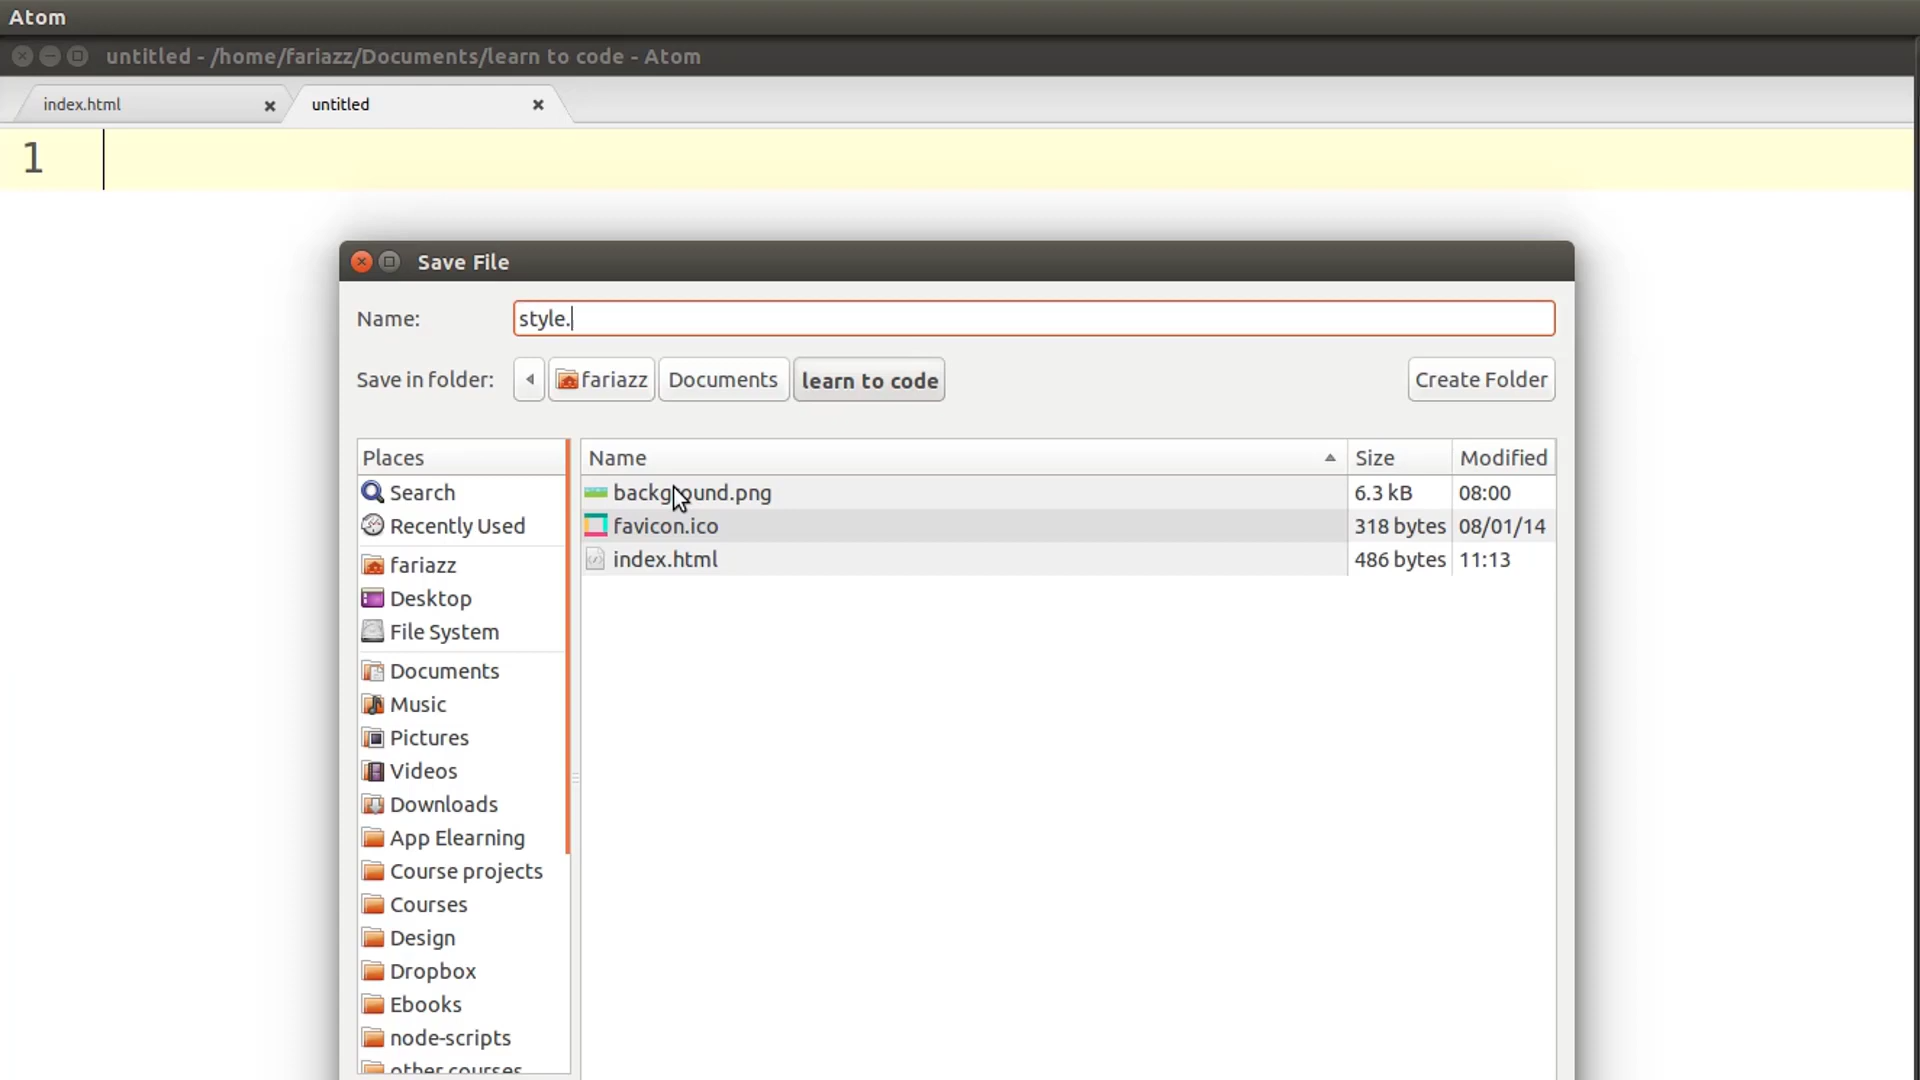 Atom
untitled - /home/fariazz/Documents/learn to code - Atom
index.html untitled
1
Save File
Name: style.
Save in folder: fariazz Documents learn to code Create Folder
Places Name Size Modified
Search background.png 6.3 kB 08:00
Recently Used favicon.ico 318 bytes 08/01/14
index.html 486 bytes 11:13
fariazz
Desktop
File System
Documents
Music
Pictures
Videos
Downloads
App Elearning
Course projects
Courses
Design
Dropbox
Ebooks
node-scripts
other courses